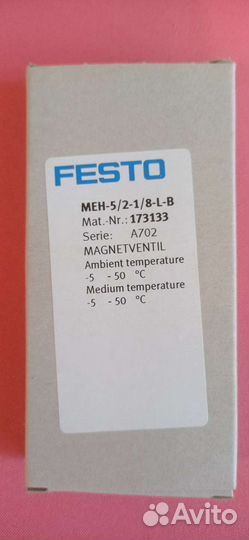 FESTO
MEH-5/2-1/8-L-B
Mat.-Nr.: 173133
Serie: A702
MAGNETVENTIL
Ambient temperature
-5 - 50 °C
Medium temperature
-5 - 50 °C
Avito